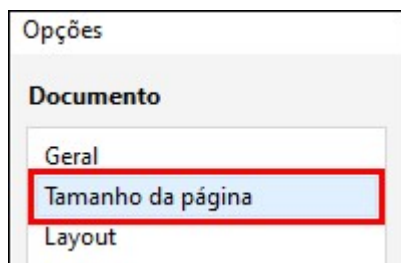 Opções
Documento
Geral
Tamanho da página
Layout